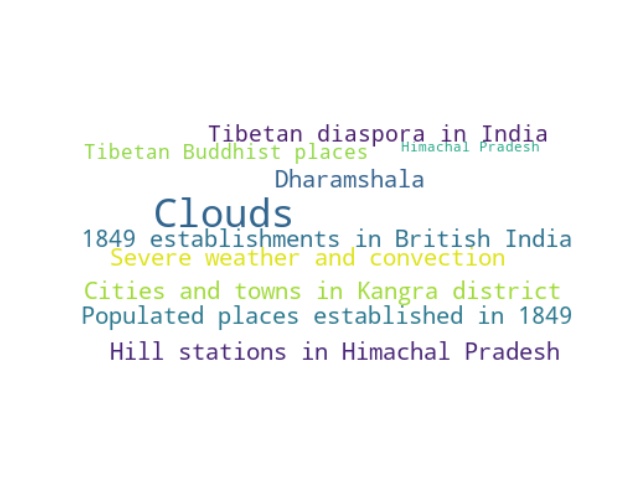 Tibetan diaspora in India
Himachal Pradesh
Tibetan Buddhist places
Dharamshala
Clouds
1849 establishments in British India
Severe weather and convection
Cities and towns in Kangra district
Populated places established in 1849
Hill stations in Himachal Pradesh